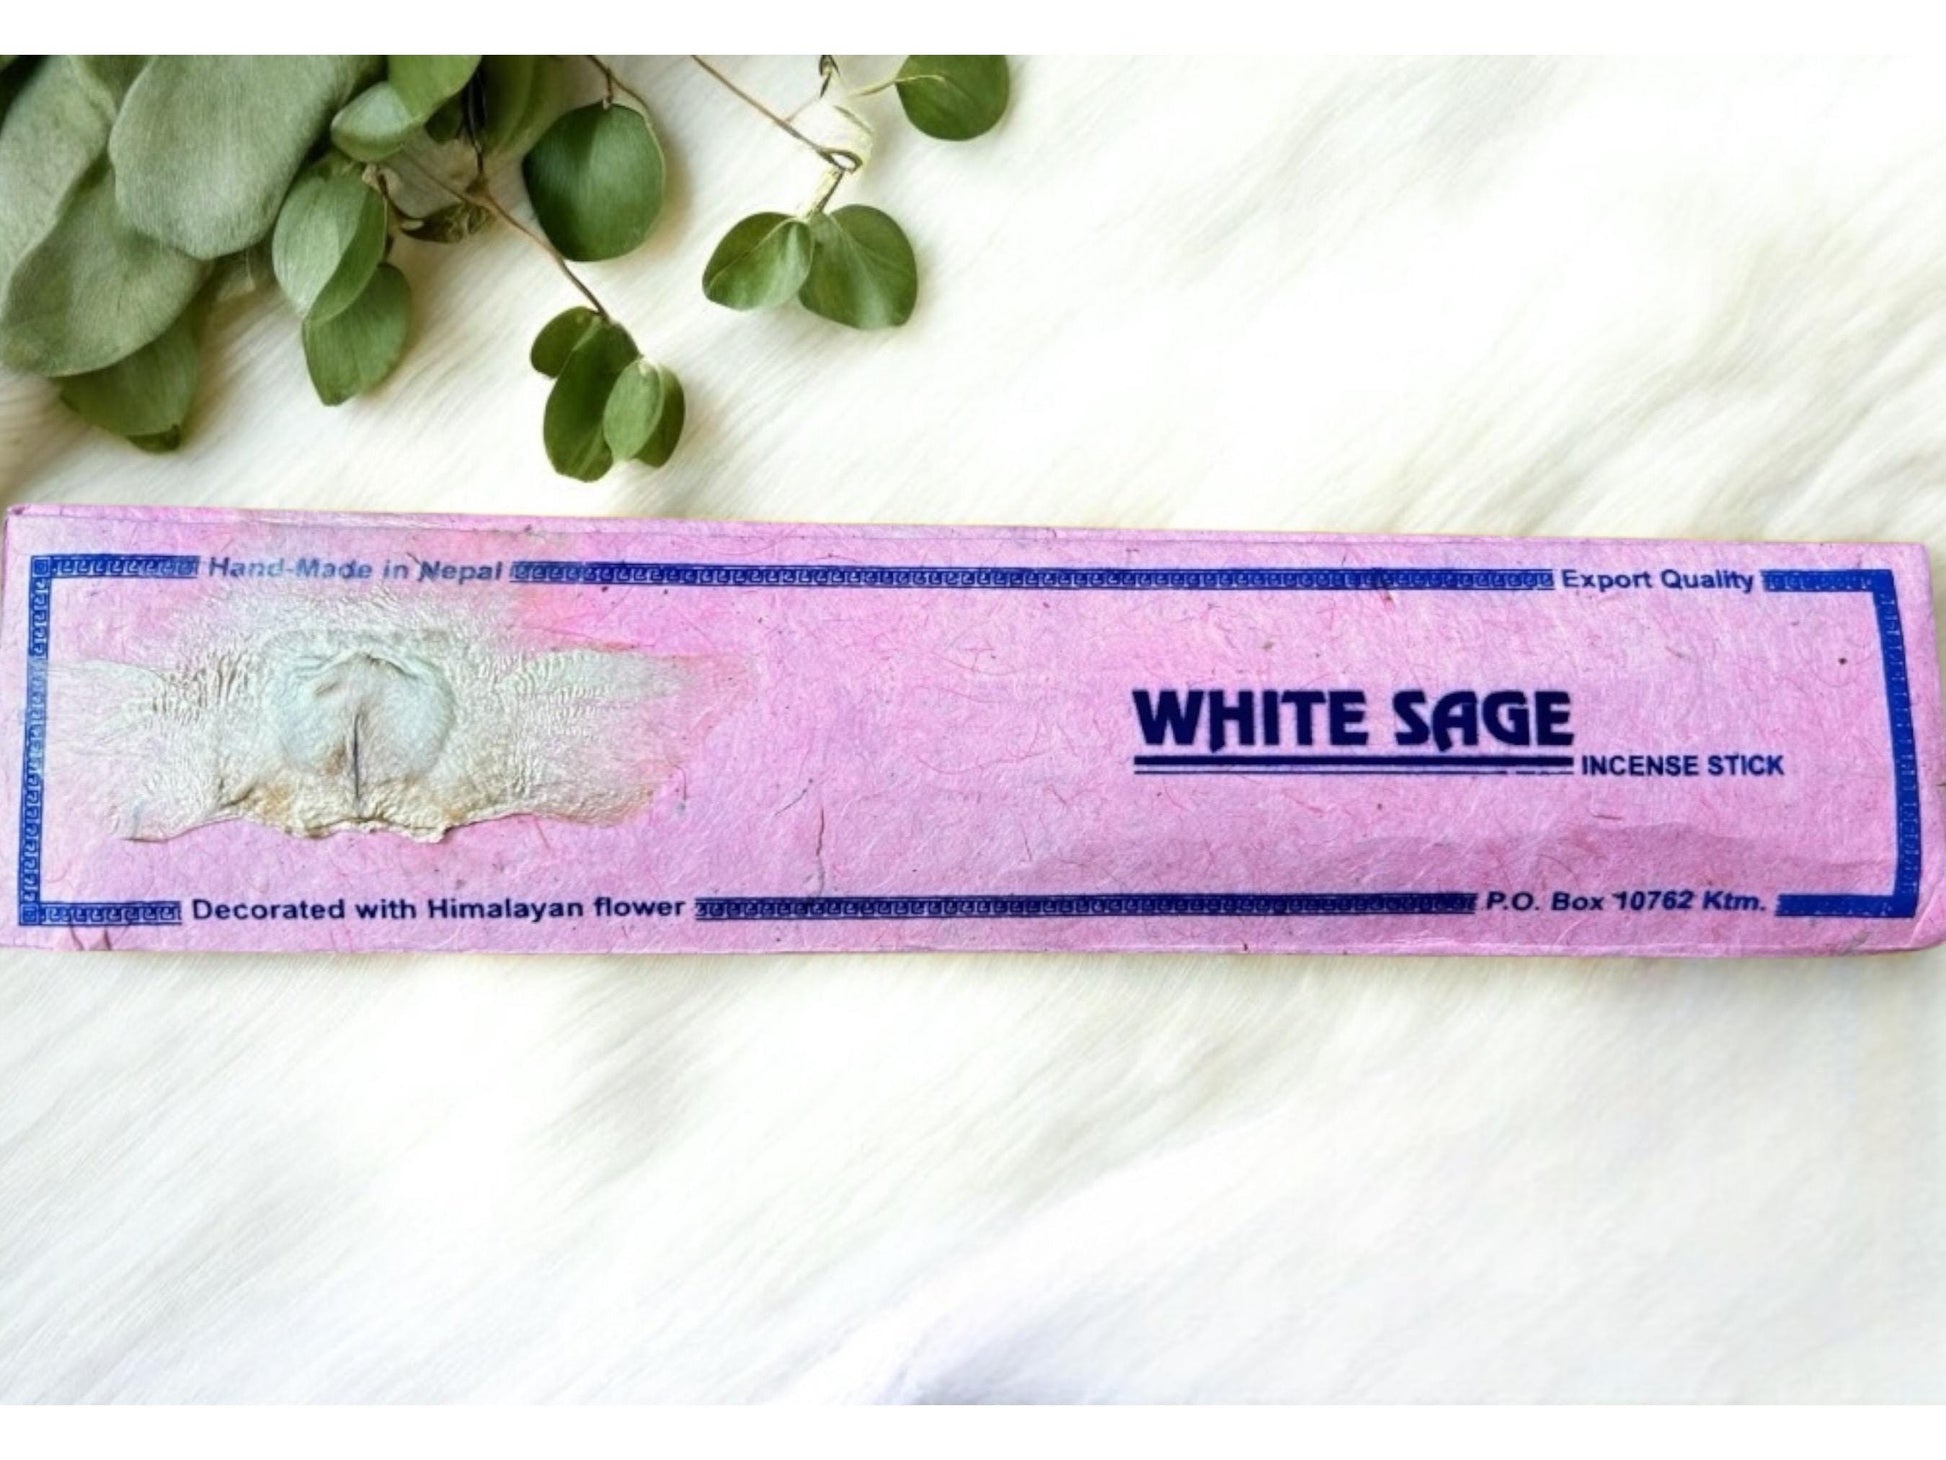 Hand-Made in Nepal
Export Quality
WHITE SAGE
INCENSE STICK
Decorated with Himalayan flower
P.O. Box 10762 Ktm.